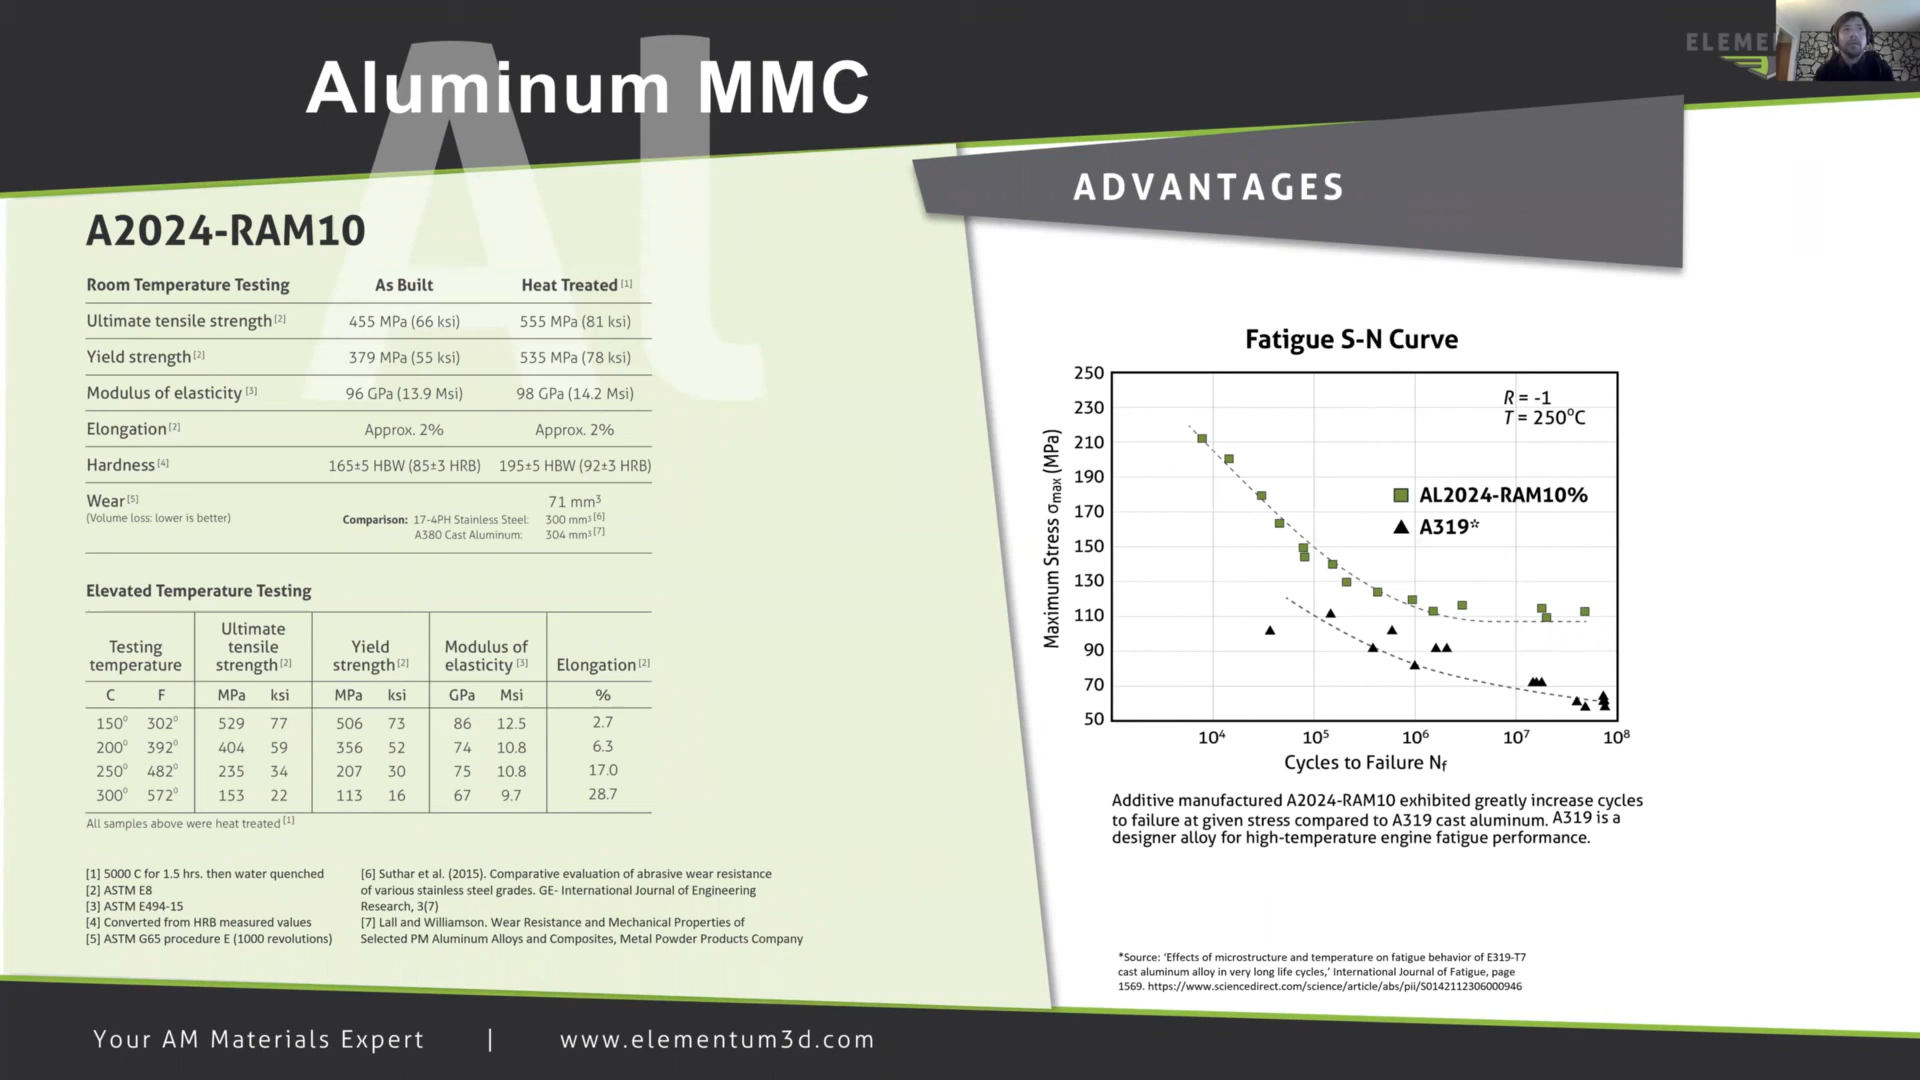 Aluminum MMC
ELEME
Al
ADVANTAGES
A2024-RAM10
Room Temperature Testing As Built Heat Treated [1]
Ultimate tensile strength [2] 455 MPa (66 ksi) 555 MPa (81 ksi)
Yield strength [2] 379 MPa (55 ksi) 535 MPa (78 ksi)
Modulus of elasticity [3] 96 GPa (13.9 Msi) 98 GPa (14.2 Msi)
Elongation [2] Approx. 2% Approx. 2%
Hardness [4] 165±5 HBW (85±3 HRB) 195±5 HBW (92±3 HRB)
Wear [5] 71 mm³
(Volume loss: lower is better) Comparison: 17-4PH Stainless Steel: 300 mm³ [6]
A380 Cast Aluminum: 304 mm³ [7]
Elevated Temperature Testing
Testing temperature Ultimate tensile strength [2] Yield strength [2] Modulus of elasticity [3] Elongation [2]
C F MPa ksi MPa ksi GPa Msi %
150⁰ 302⁰ 529 77 506 73 86 12.5 2.7
200⁰ 392⁰ 404 59 356 52 74 10.8 6.3
250⁰ 482⁰ 235 34 207 30 75 10.8 17.0
300⁰ 572⁰ 153 22 113 16 67 9.7 28.7
All samples above were heat treated [1]
[1] 5000 C for 1.5 hrs. then water quenched
[2] ASTM E8
[3] ASTM E494-15
[4] Converted from HRB measured values
[5] ASTM G65 procedure E (1000 revolutions)
[6] Suthar et al. (2015). Comparative evaluation of abrasive wear resistance
of various stainless steel grades. GE- International Journal of Engineering
Research, 3(7)
[7] Lall and Williamson. Wear Resistance and Mechanical Properties of
Selected PM Aluminum Alloys and Composites, Metal Powder Products Company
Fatigue S-N Curve
Maximum Stress σmax (MPa)
250
230
210
190
170
150
130
110
90
70
50
R = -1
T = 250⁰C
AL2024-RAM10%
A319*
10⁴ 10⁵ 10⁶ 10⁷ 10⁸
Cycles to Failure Nf
Additive manufactured A2024-RAM10 exhibited greatly increase cycles
to failure at given stress compared to A319 cast aluminum. A319 is a
designer alloy for high-temperature engine fatigue performance.
*Source: ‘Effects of microstructure and temperature on fatigue behavior of E319-T7
cast aluminum alloy in very long life cycles,’ International Journal of Fatigue, page
1569. https://www.sciencedirect.com/science/article/abs/pii/S0142112306000946
Your AM Materials Expert | www.elementum3d.com